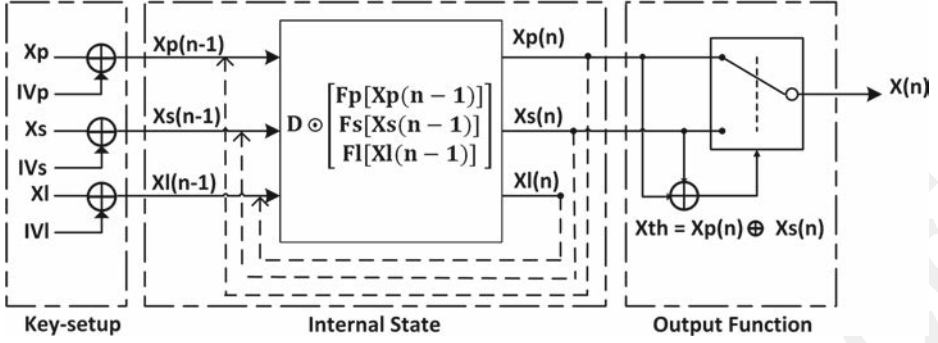 Xp
IVp
Xs
IVs
Xl
IVl
Xp(n-1)
Xs(n-1)
Xl(n-1)
D ⊙ [Fp[Xp(n − 1)]
Fs[Xs(n − 1)]
Fl[Xl(n − 1)]]
Xp(n)
Xs(n)
Xl(n)
X(n)
Xth = Xp(n) ⊕ Xs(n)
Key-setup
Internal State
Output Function